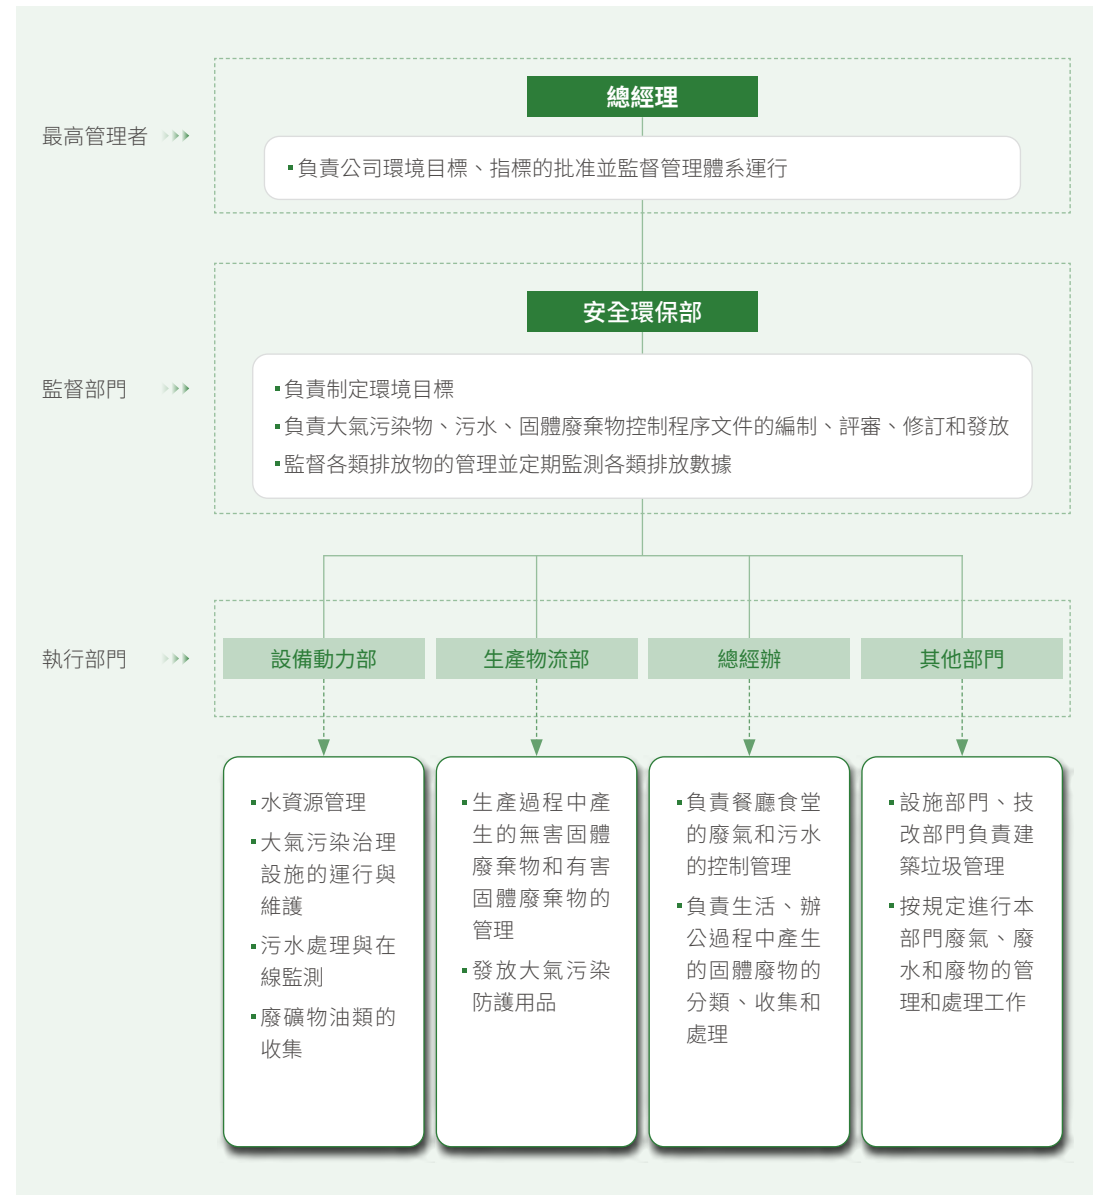 總經理
最高管理者
負責公司環境目標、指標的批准並監督管理體系運行
安全環保部
監督部門
負責制定環境目標
負責大氣污染物、污水、固體廢棄物控制程序文件的編制、評審、修訂和發放
監督各類排放物的管理並定期監測各類排放數據
執行部門
設備動力部
生產物流部
總經辦
其他部門
水資源管理
大氣污染治理
設施的運行與
維護
污水處理與在
線監測
廢礦物油類的
收集
生產過程中產
生的無害固體
廢棄物和有害
固體廢棄物的
管理
發放大氣污染
防護用品
負責餐廳食堂
的廢氣和污水
的控制管理
負責生活、辦
公過程中產生
的固體廢物的
分類、收集和
處理
設施部門、技
改部門負責建
築垃圾管理
按規定進行本
部門廢氣、廢
水和廢物的管
理和處理工作